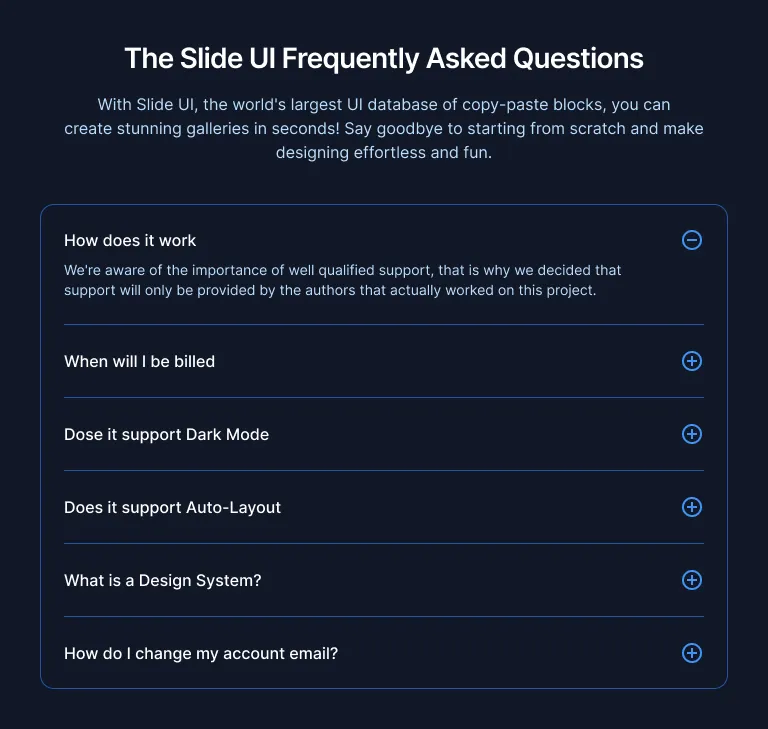 The Slide UI Frequently Asked Questions
With Slide UI, the world's largest UI database of copy-paste blocks, you can
create stunning galleries in seconds! Say goodbye to starting from scratch and make
designing effortless and fun.
How does it work
We're aware of the importance of well qualified support, that is why we decided that
support will only be provided by the authors that actually worked on this project.
When will I be billed
Dose it support Dark Mode
Does it support Auto-Layout
What is a Design System?
How do I change my account email?